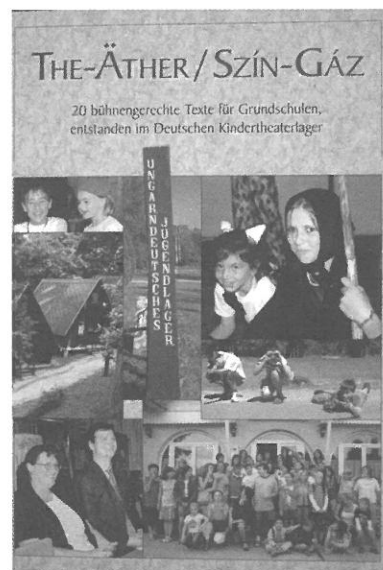 THE-ÄTHER / SZÍN-GÁZ
20 bühnengerechte Texte für Grundschulen,
entstanden im Deutschen Kindertheaterlager
UNGARNDEUTSCHES
JUGENDLAGER